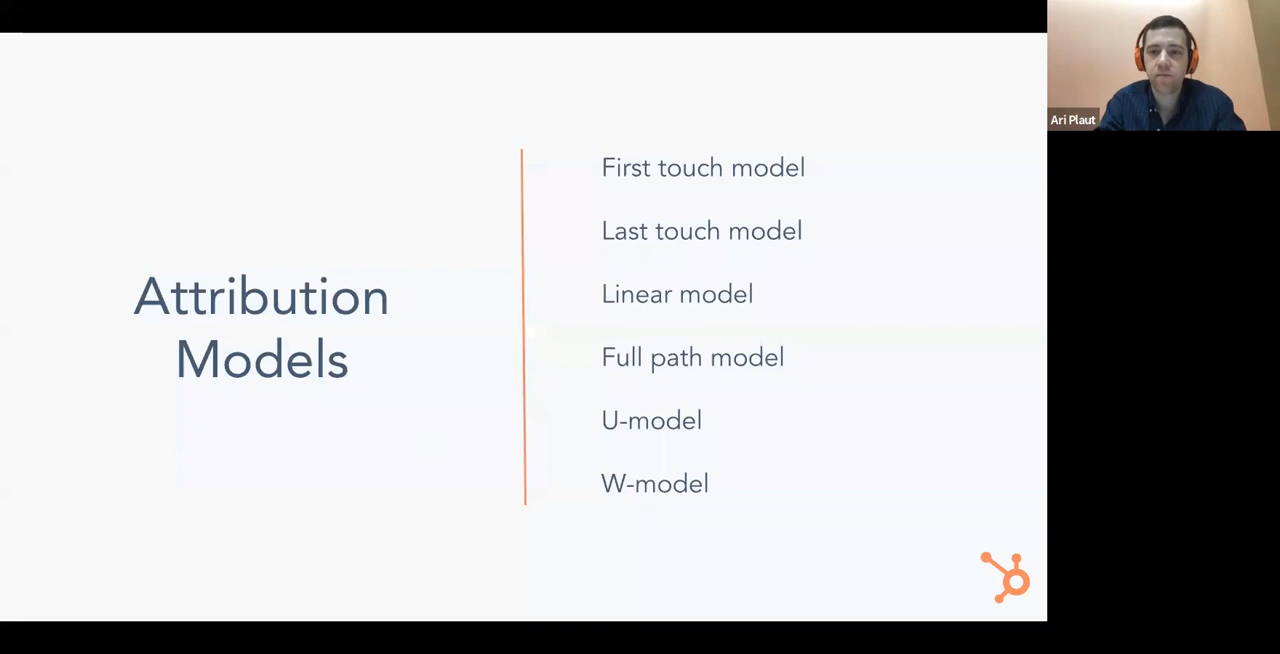 Attribution
Models
First touch model
Last touch model
Linear model
Full path model
U-model
W-model
Ari Plaut